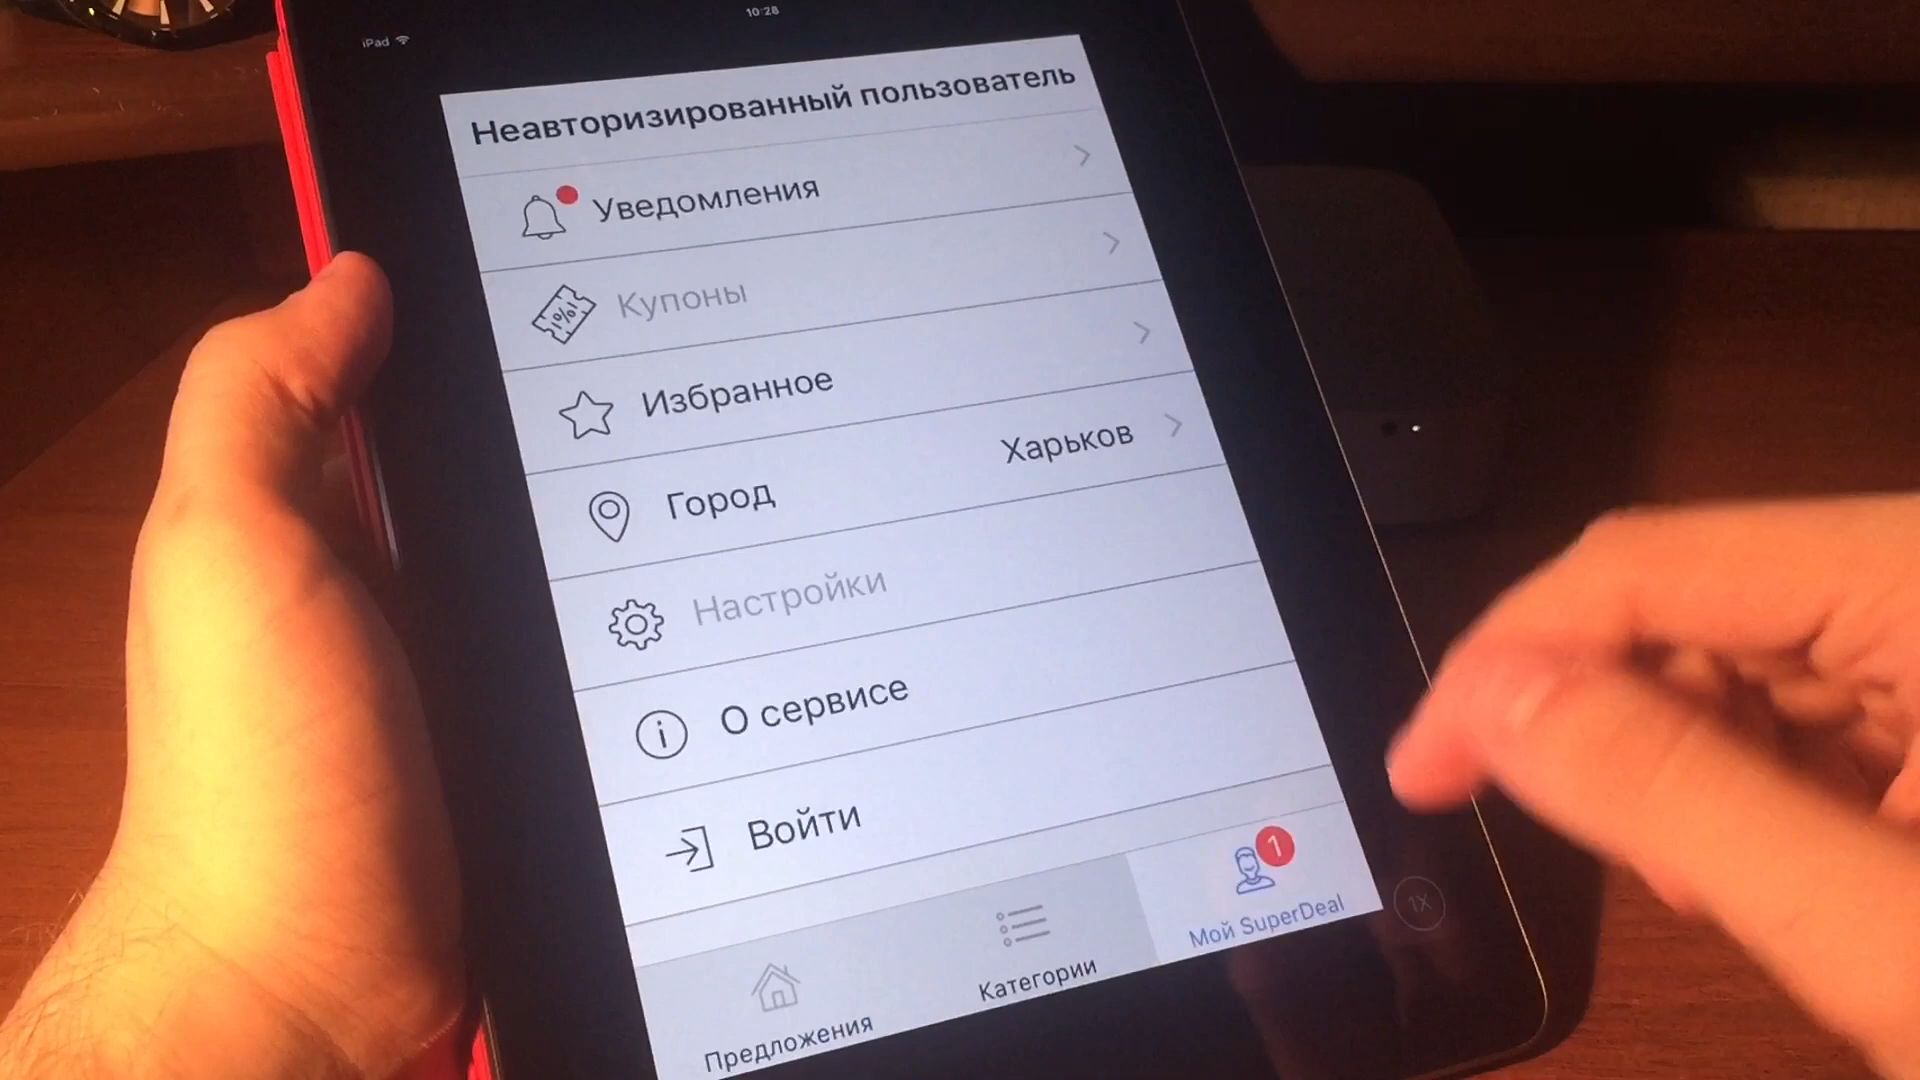 10:28
iPad
Неавторизированный пользователь
Уведомления
Купоны
Избранное
Город Харьков
Настройки
О сервисе
Войти
1
Предложения Категории Мой SuperDeal
1X